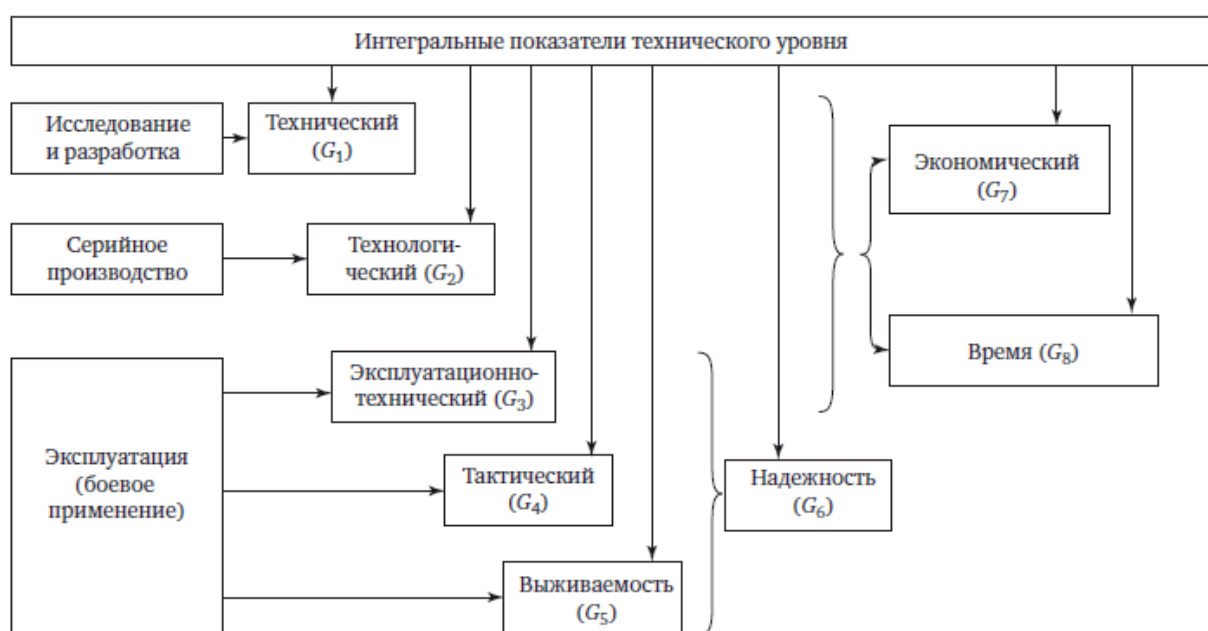 Интегральные показатели технического уровня
Исследование
и разработка
Технический
(G₁)
Экономический
(G₇)
Серийное
производство
Технологи-
ческий (G₂)
Время (G₈)
Эксплуатационно-
технический (G₃)
Эксплуатация
(боевое
применение)
Тактический
(G₄)
Надежность
(G₆)
Выживаемость
(G₅)